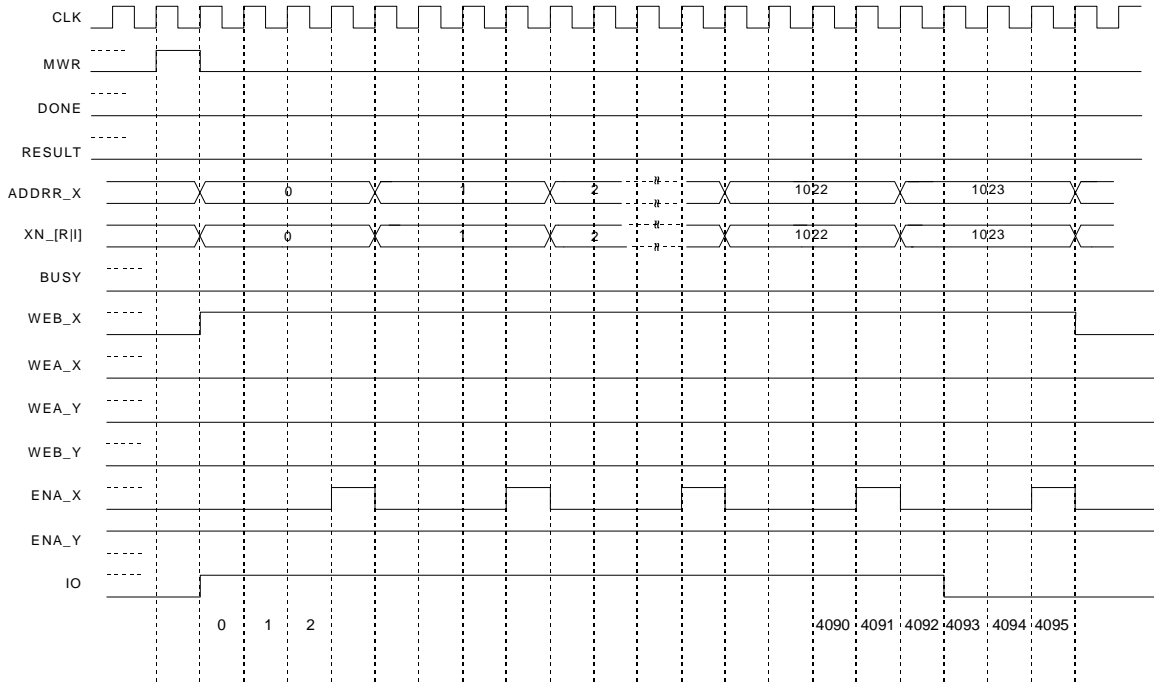 CLK
MWR
DONE
RESULT
ADDRR_X 0 1 2 1022 1023
XN_[R|I] 0 1 2 1022 1023
BUSY
WEB_X
WEA_X
WEA_Y
WEB_Y
ENA_X
ENA_Y
IO
0 1 2 4090 4091 4092 4093 4094 4095